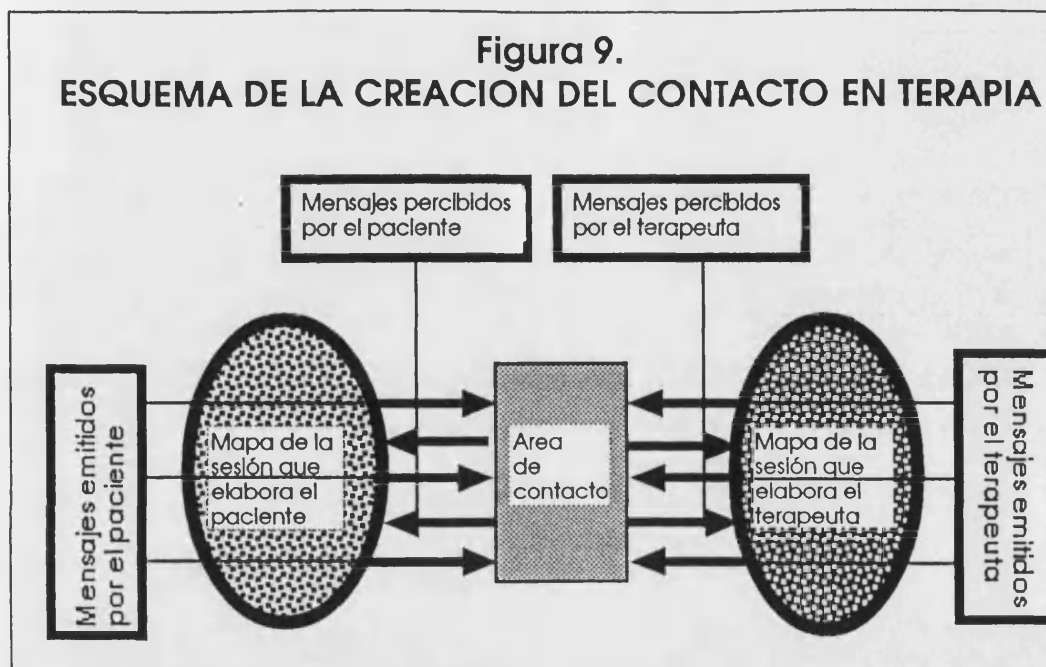 Figura 9.
ESQUEMA DE LA CREACION DEL CONTACTO EN TERAPIA
Mensajes percibidos
por el paciente
Mensajes percibidos
por el terapeuta
Mensajes emitidos
por el paciente
Mapa de la
sesión que
elabora el
paciente
Area
de
contacto
Mapa de la
sesión que
elabora el
terapeuta
Mensajes emitidos
por el terapeuta